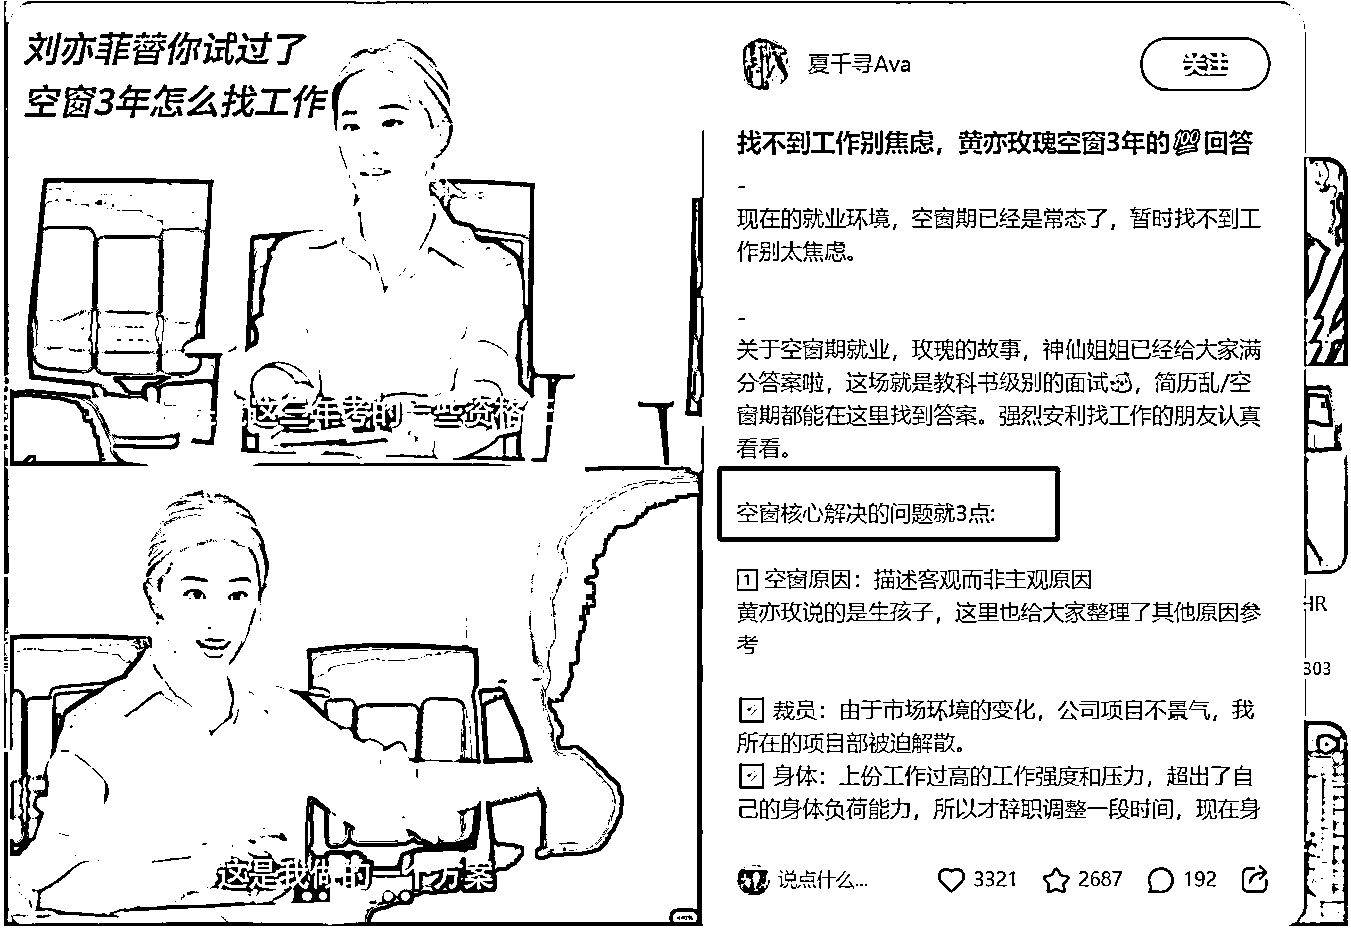 刘亦菲替你试过了
空窗3年怎么找工作
这三年考的一些资格证
这是我做的一个方案
夏千寻Ava
关注
找不到工作别焦虑，黄亦玫瑰空窗3年的💯回答
-
现在的就业环境，空窗期已经是常态了，暂时找不到工
作别太焦虑。
-
关于空窗期就业，玫瑰的故事，神仙姐姐已经给大家满
分答案啦，这场就是教科书级别的面试，简历乱/空
窗期都能在这里找到答案。强烈安利找工作的朋友认真
看看。
空窗核心解决的问题就3点:
1 空窗原因：描述客观而非主观原因
黄亦玫说的是生孩子，这里也给大家整理了其他原因参
考
裁员：由于市场环境的变化，公司项目不景气，我
所在的项目部被迫解散。
身体：上份工作过高的工作强度和压力，超出了自
己的身体负荷能力，所以才辞职调整一段时间，现在身
说点什么...
3321
2687
192
HR
303